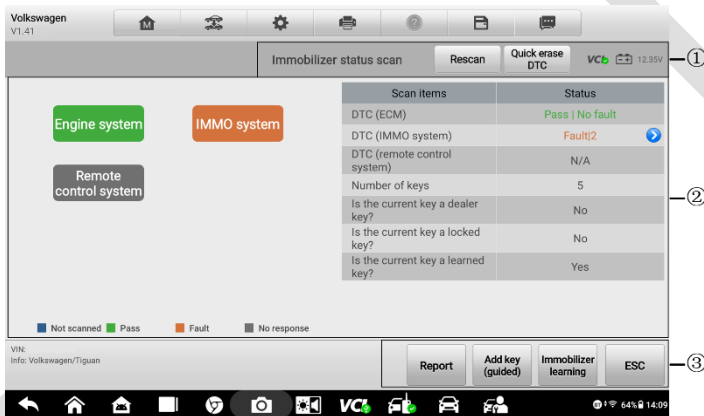 Volkswagen
V1.41
M
?
Immobilizer status scan
Rescan
Quick erase
DTC
VCI
12.35V
①
Engine system
IMMO system
Remote
control system
Scan items
Status
DTC (ECM)
Pass | No fault
DTC (IMMO system)
Fault|2
DTC (remote control
system)
N/A
Number of keys
5
②
Is the current key a dealer
key?
No
Is the current key a locked
key?
No
Is the current key a learned
key?
Yes
Not scanned
Pass
Fault
No response
VIN:
Info: Volkswagen/Tiguan
Report
Add key
(guided)
Immobilizer
learning
ESC
③
VCI
64%
14:09